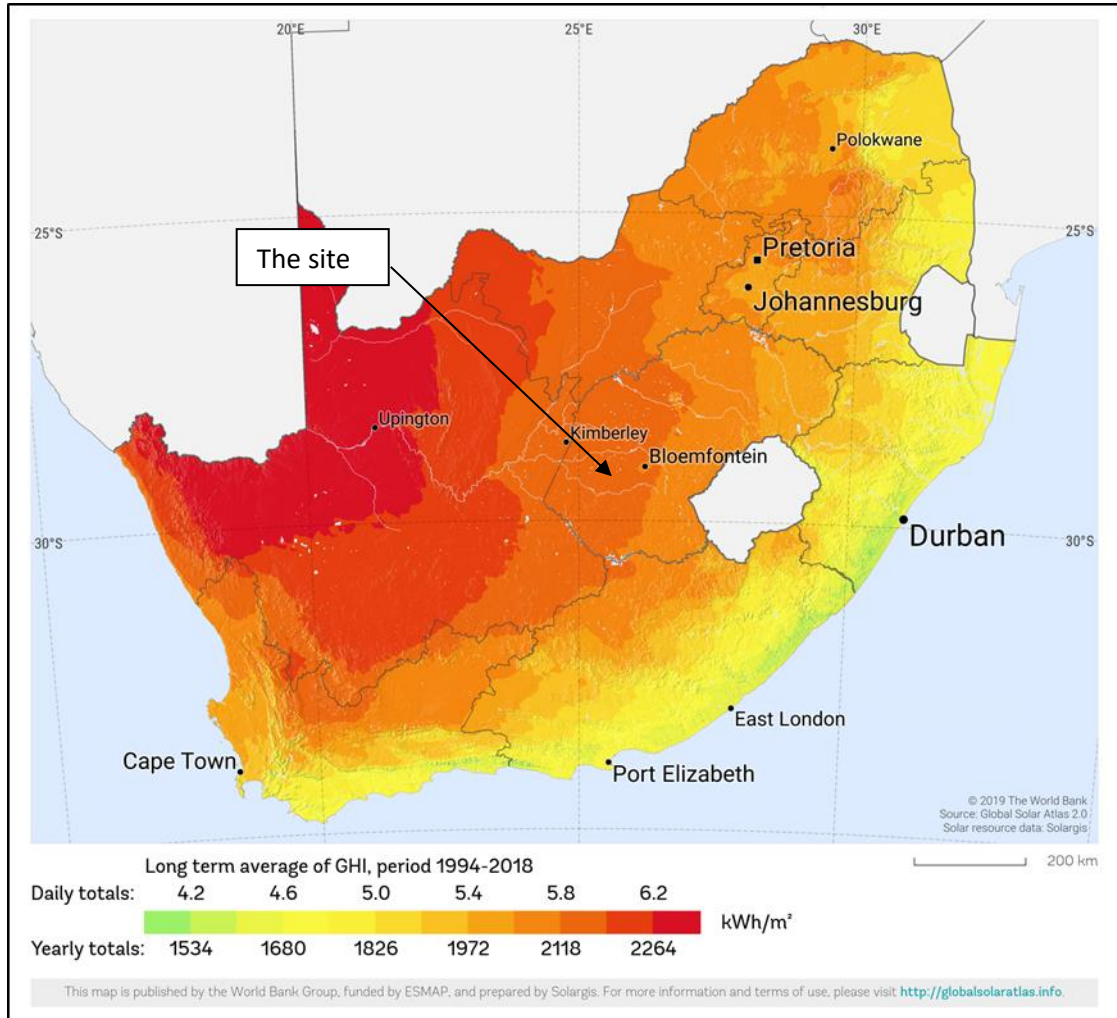 20°E 25°E 30°E
Polokwane
25°S 25°S
The site
Pretoria
Johannesburg
Upington
Kimberley
Bloemfontein
30°S 30°S
Durban
East London
Cape Town
Port Elizabeth
© 2019 The World Bank
Source: Global Solar Atlas 2.0
Solar resource data: Solargis
200 km
Long term average of GHI, period 1994-2018
Daily totals: 4.2 4.6 5.0 5.4 5.8 6.2
kWh/m²
Yearly totals: 1534 1680 1826 1972 2118 2264
This map is published by the World Bank Group, funded by ESMAP, and prepared by Solargis. For more information and terms of use, please visit http://globalsolaratlas.info.